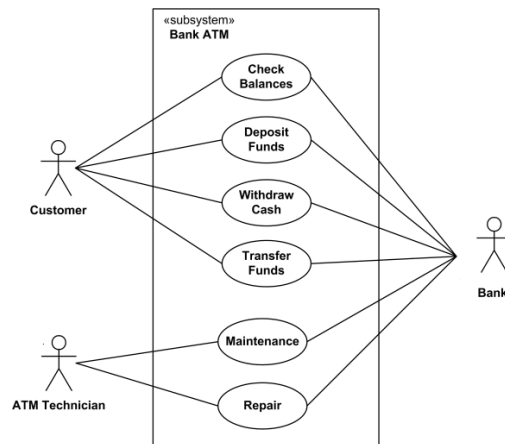 «subsystem»
Bank ATM
Check
Balances
Deposit
Funds
Customer
Withdraw
Cash
Transfer
Funds
Bank
Maintenance
ATM Technician
Repair